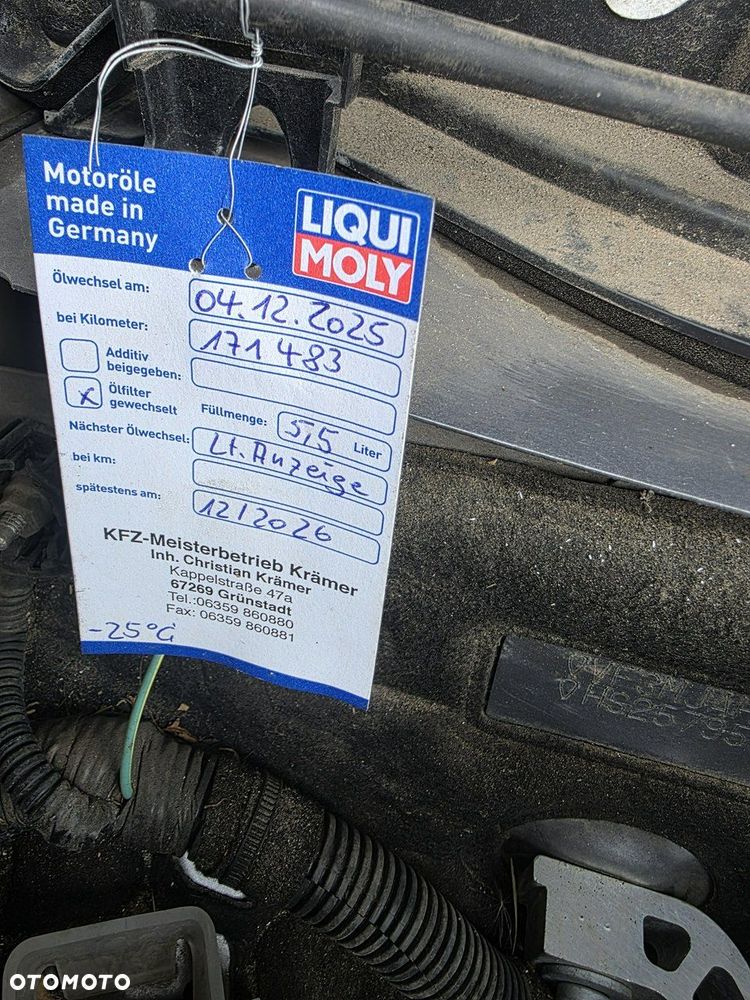 Motoröle
made in
Germany
LIQUI
MOLY
Ölwechsel am: 04.12.2025
bei Kilometer: 171 483
Additiv
beigegeben:
x Ölfilter
gewechselt
Füllmenge: 5,5 Liter
Nächster Ölwechsel: Lt. Anzeige
bei km:
spätestens am: 12/2026
KFZ-Meisterbetrieb Krämer
Inh. Christian Krämer
Kappelstraße 47a
67269 Grünstadt
Tel.:06359 860880
Fax: 06359 860881
-25°C
OTOMOTO